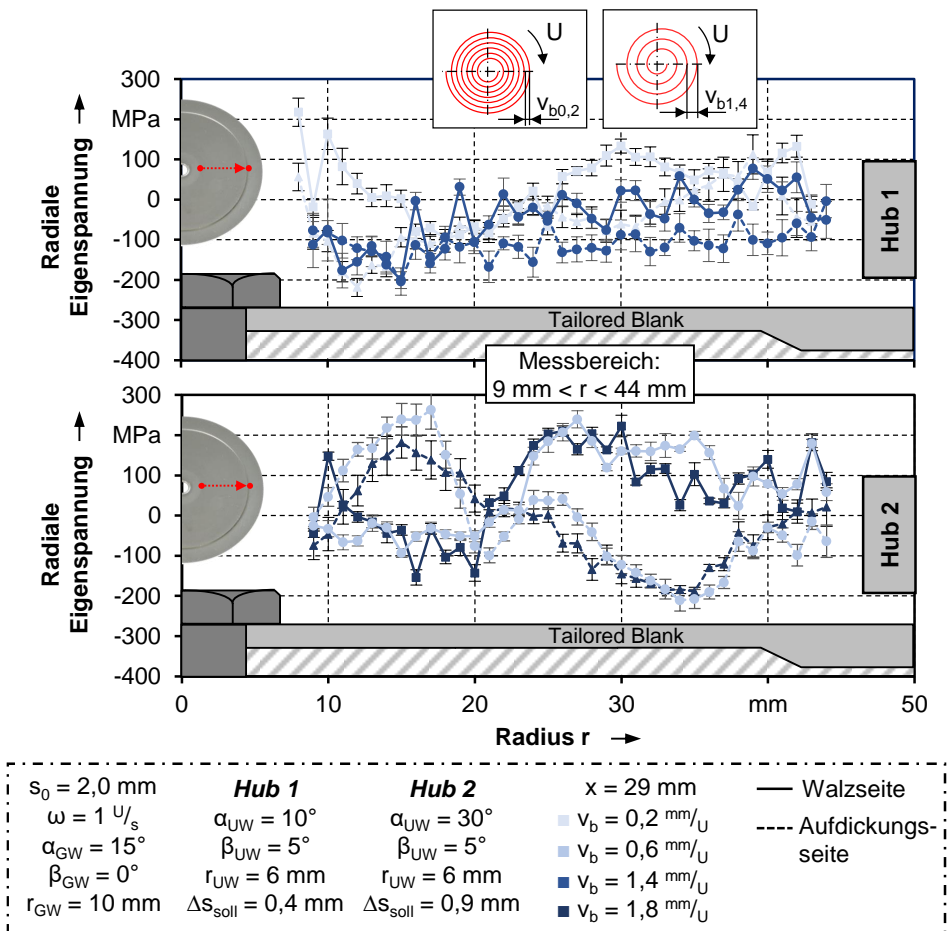 U
v_b0,2
U
v_b1,4
300
MPa
100
0
-100
-200
-300
-400
Radiale
Eigenspannung
Hub 1
Tailored Blank
Messbereich:
9 mm < r < 44 mm
300
MPa
100
0
-100
-200
-300
-400
Radiale
Eigenspannung
Hub 2
Tailored Blank
0
10
20
30
mm
50
Radius r
s₀ = 2,0 mm
ω = 1 U/s
α_GW = 15°
β_GW = 0°
r_GW = 10 mm
Hub 1
α_UW = 10°
β_UW = 5°
r_UW = 6 mm
Δs_soll = 0,4 mm
Hub 2
α_UW = 30°
β_UW = 5°
r_UW = 6 mm
Δs_soll = 0,9 mm
x = 29 mm
v_b = 0,2 mm/U
v_b = 0,6 mm/U
v_b = 1,4 mm/U
v_b = 1,8 mm/U
Walzseite
Aufdickungs-
seite